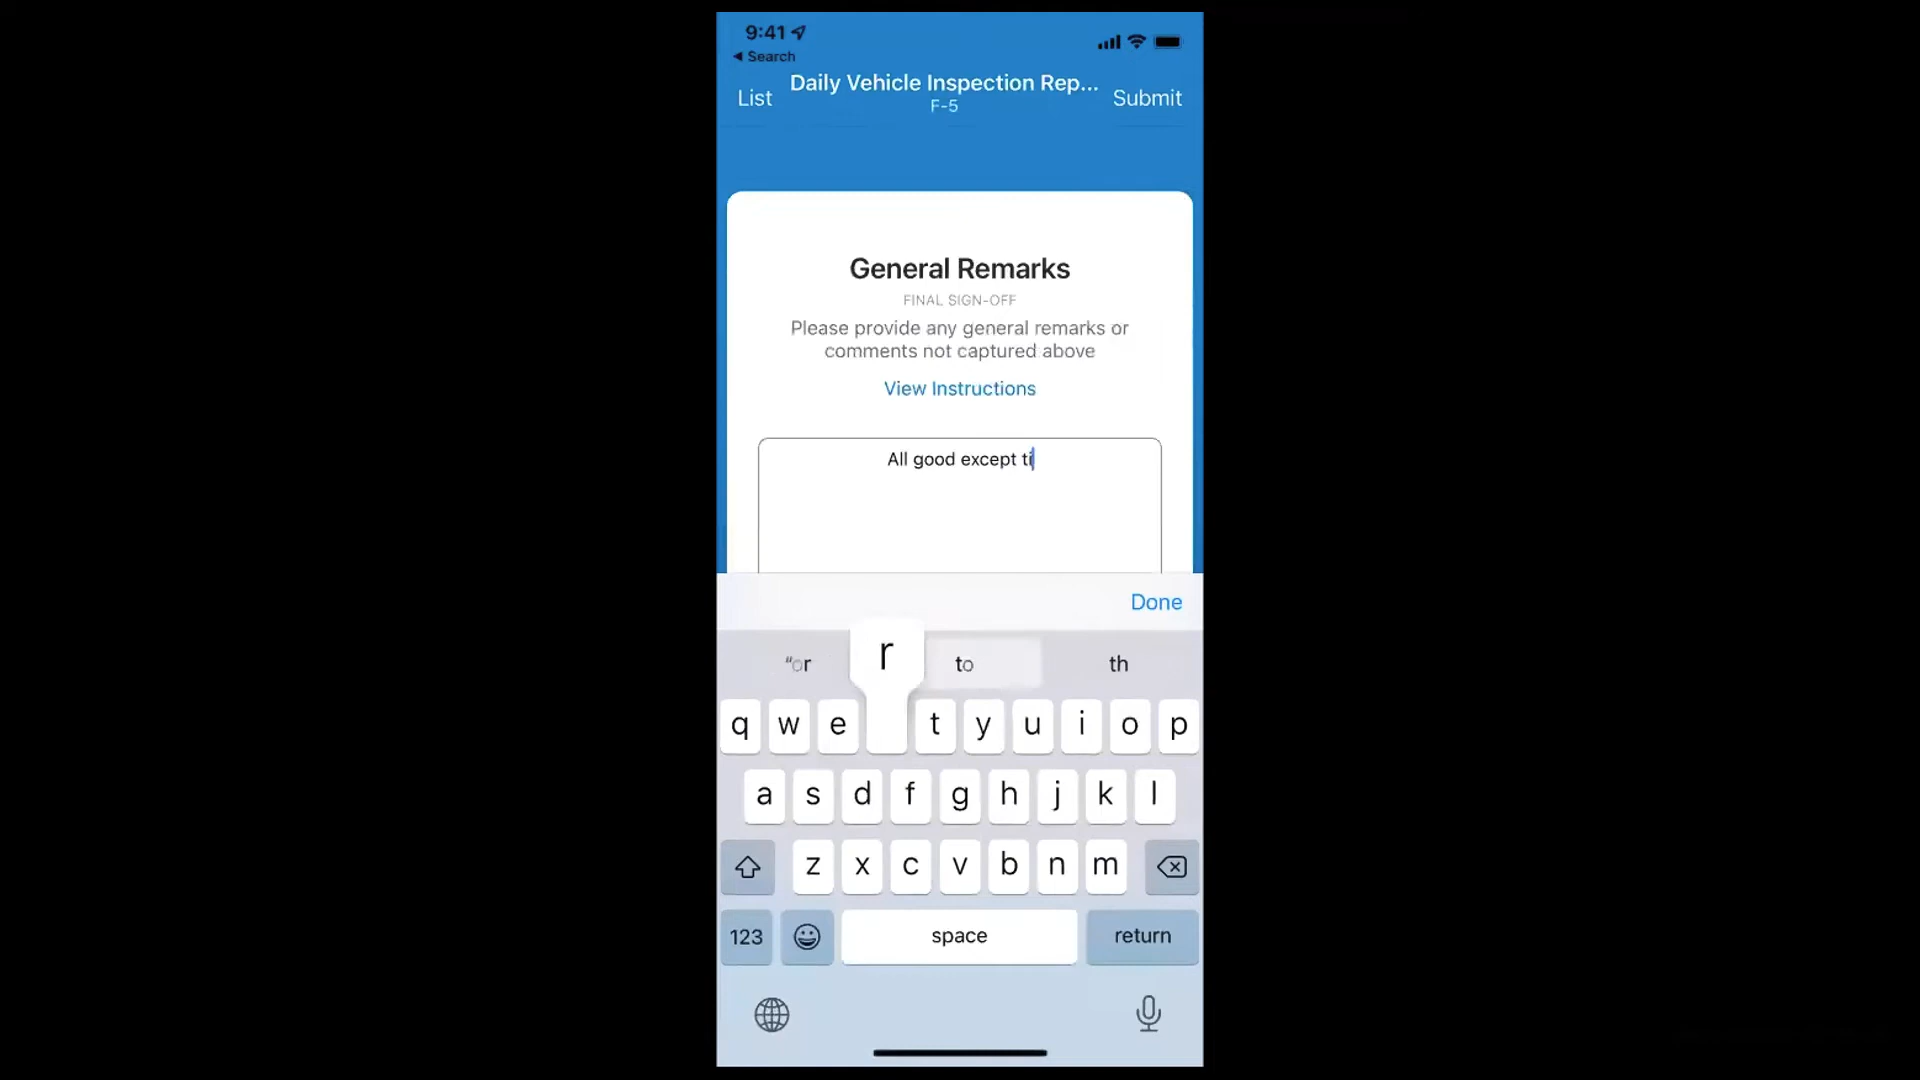 9:41
Search
List
Daily Vehicle Inspection Rep...
F-5
Submit
General Remarks
FINAL SIGN-OFF
Please provide any general remarks or
comments not captured above
View Instructions
All good except ti
Done
r
to
th
q w e t y u i o p
a s d f g h j k l
z x c v b n m
123
space
return